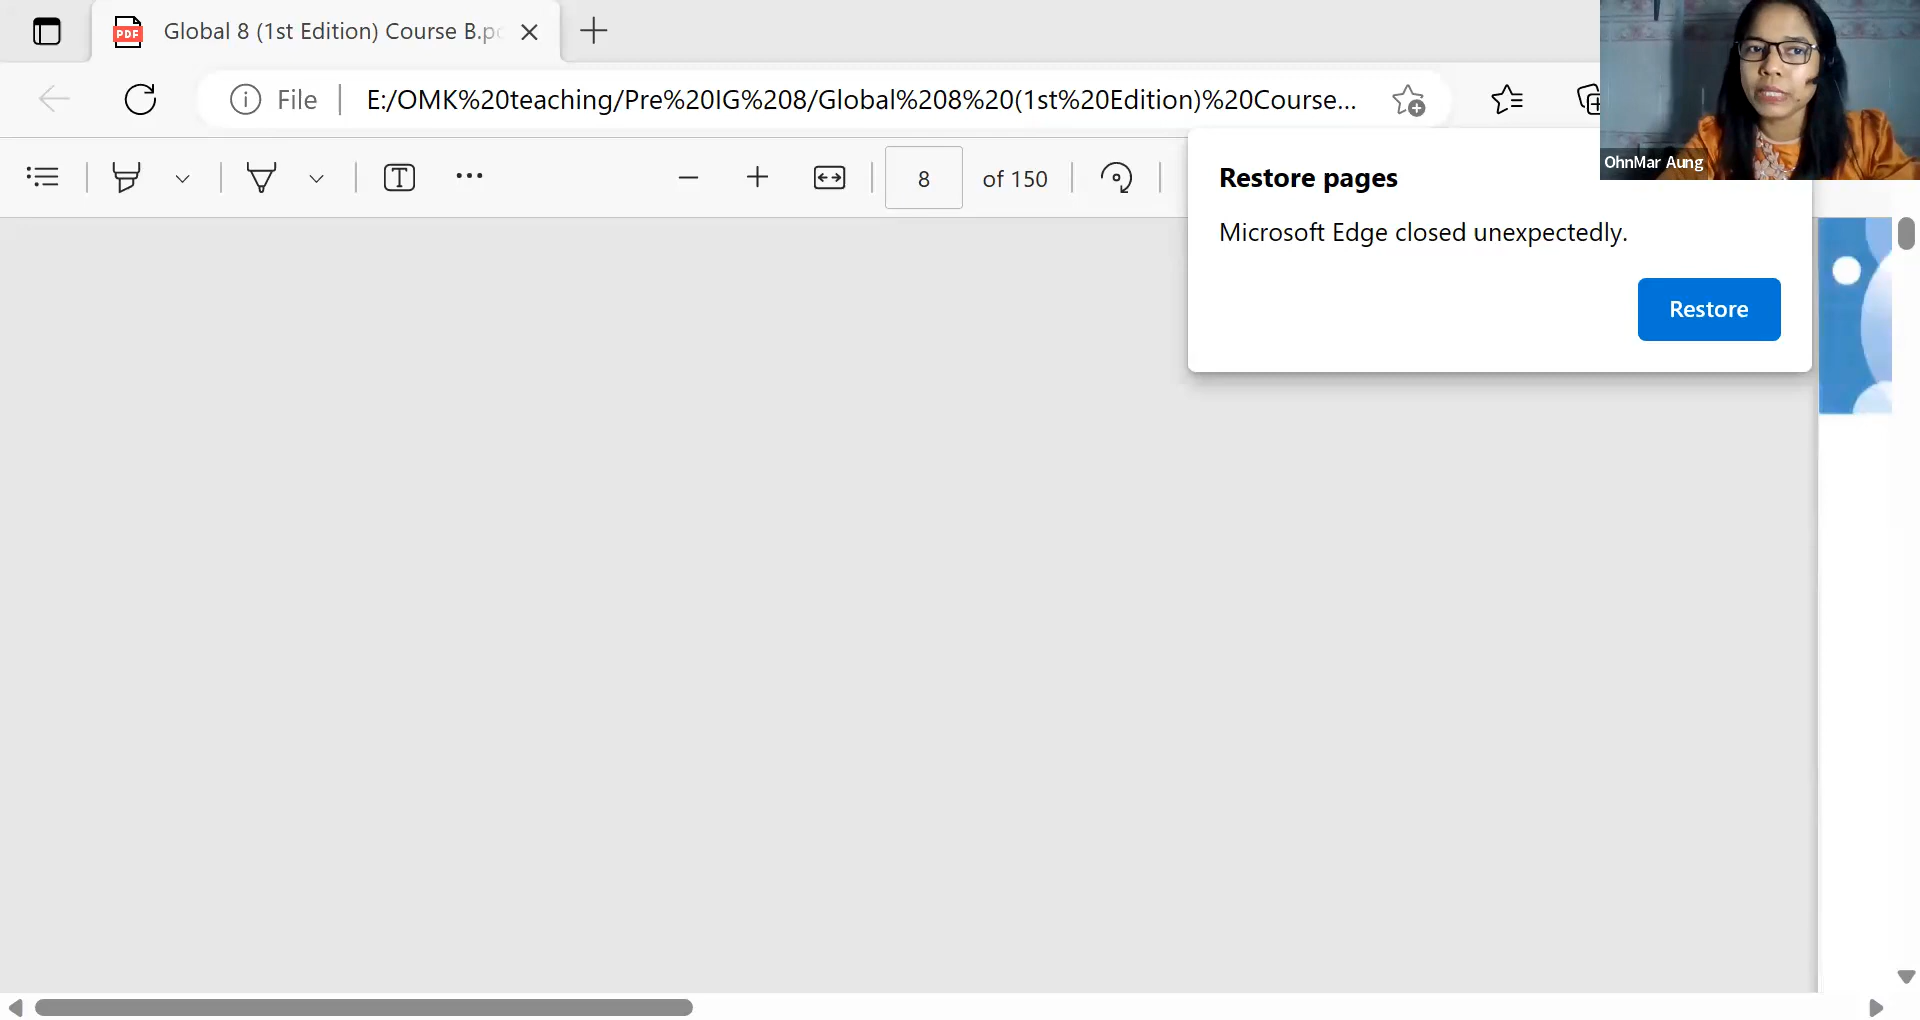 PDF
Global 8 (1st Edition) Course B.p
File
E:/OMK%20teaching/Pre%20IG%208/Global%208%20(1st%20Edition)%20Course...
T
8 of 150
OhnMar Aung
Restore pages
Microsoft Edge closed unexpectedly.
Restore